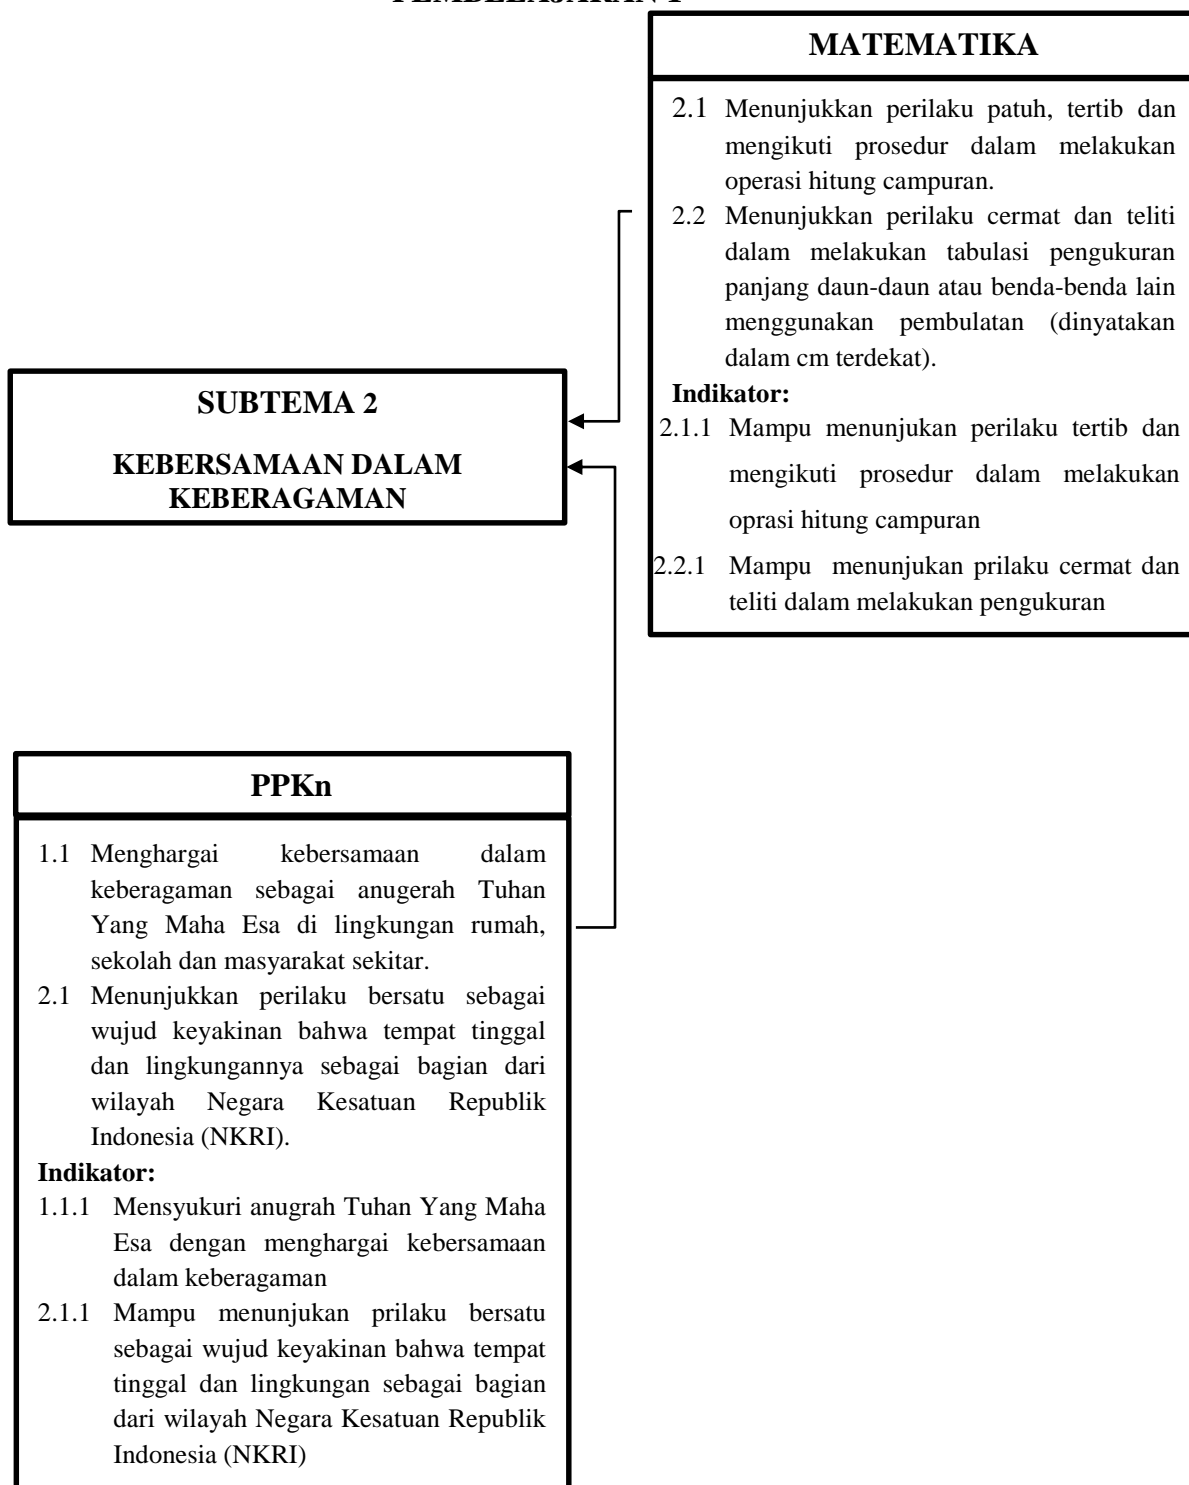 MATEMATIKA
2.1 Menunjukkan perilaku patuh, tertib dan
mengikuti prosedur dalam melakukan
operasi hitung campuran.
2.2 Menunjukkan perilaku cermat dan teliti
dalam melakukan tabulasi pengukuran
panjang daun-daun atau benda-benda lain
menggunakan pembulatan (dinyatakan
dalam cm terdekat).
Indikator:
2.1.1 Mampu menunjukan perilaku tertib dan
mengikuti prosedur dalam melakukan
oprasi hitung campuran
2.2.1 Mampu menunjukan prilaku cermat dan
teliti dalam melakukan pengukuran
SUBTEMA 2
KEBERSAMAAN DALAM
KEBERAGAMAN
PPKn
1.1 Menghargai kebersamaan dalam
keberagaman sebagai anugerah Tuhan
Yang Maha Esa di lingkungan rumah,
sekolah dan masyarakat sekitar.
2.1 Menunjukkan perilaku bersatu sebagai
wujud keyakinan bahwa tempat tinggal
dan lingkungannya sebagai bagian dari
wilayah Negara Kesatuan Republik
Indonesia (NKRI).
Indikator:
1.1.1 Mensyukuri anugrah Tuhan Yang Maha
Esa dengan menghargai kebersamaan
dalam keberagaman
2.1.1 Mampu menunjukan prilaku bersatu
sebagai wujud keyakinan bahwa tempat
tinggal dan lingkungan sebagai bagian
dari wilayah Negara Kesatuan Republik
Indonesia (NKRI)